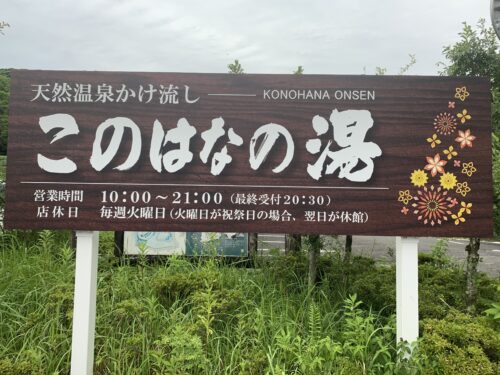 天然温泉かけ流し —— KONOHANA ONSEN
このはなの湯
営業時間 10:00～21:00（最終受付20:30）
店休日 毎週火曜日（火曜日が祝祭日の場合、翌日が休館）